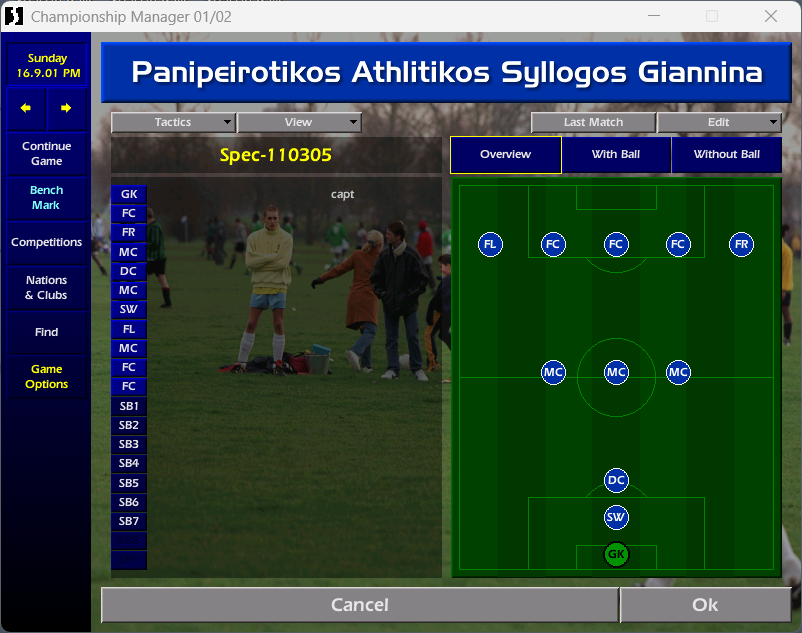 Championship Manager 01/02
Sunday
16.9.01 PM
Continue
Game
Bench
Mark
Competitions
Nations
& Clubs
Find
Game
Options
Panipeirotikos Athlitikos Syllogos Giannina
Tactics
View
Last Match
Edit
Spec-110305
Overview
With Ball
Without Ball
GK capt
FC
FR
MC
DC
MC
SW
FL
MC
FC
FC
SB1
SB2
SB3
SB4
SB5
SB6
SB7
FL FC FC FC FR
MC MC MC
DC
SW
GK
Cancel
Ok